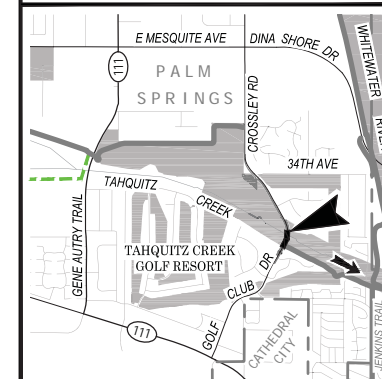 E MESQUITE AVE
DINA SHORE DR
111
PALM
SPRINGS
CROSSLEY RD
WHITEWATER
34TH AVE
TAHQUITZ
CREEK
GENE AUTRY TRAIL
TAHQUITZ CREEK
GOLF RESORT
GOLF CLUB DR
111
CATHEDRAL
CITY
JENKINS TRAIL